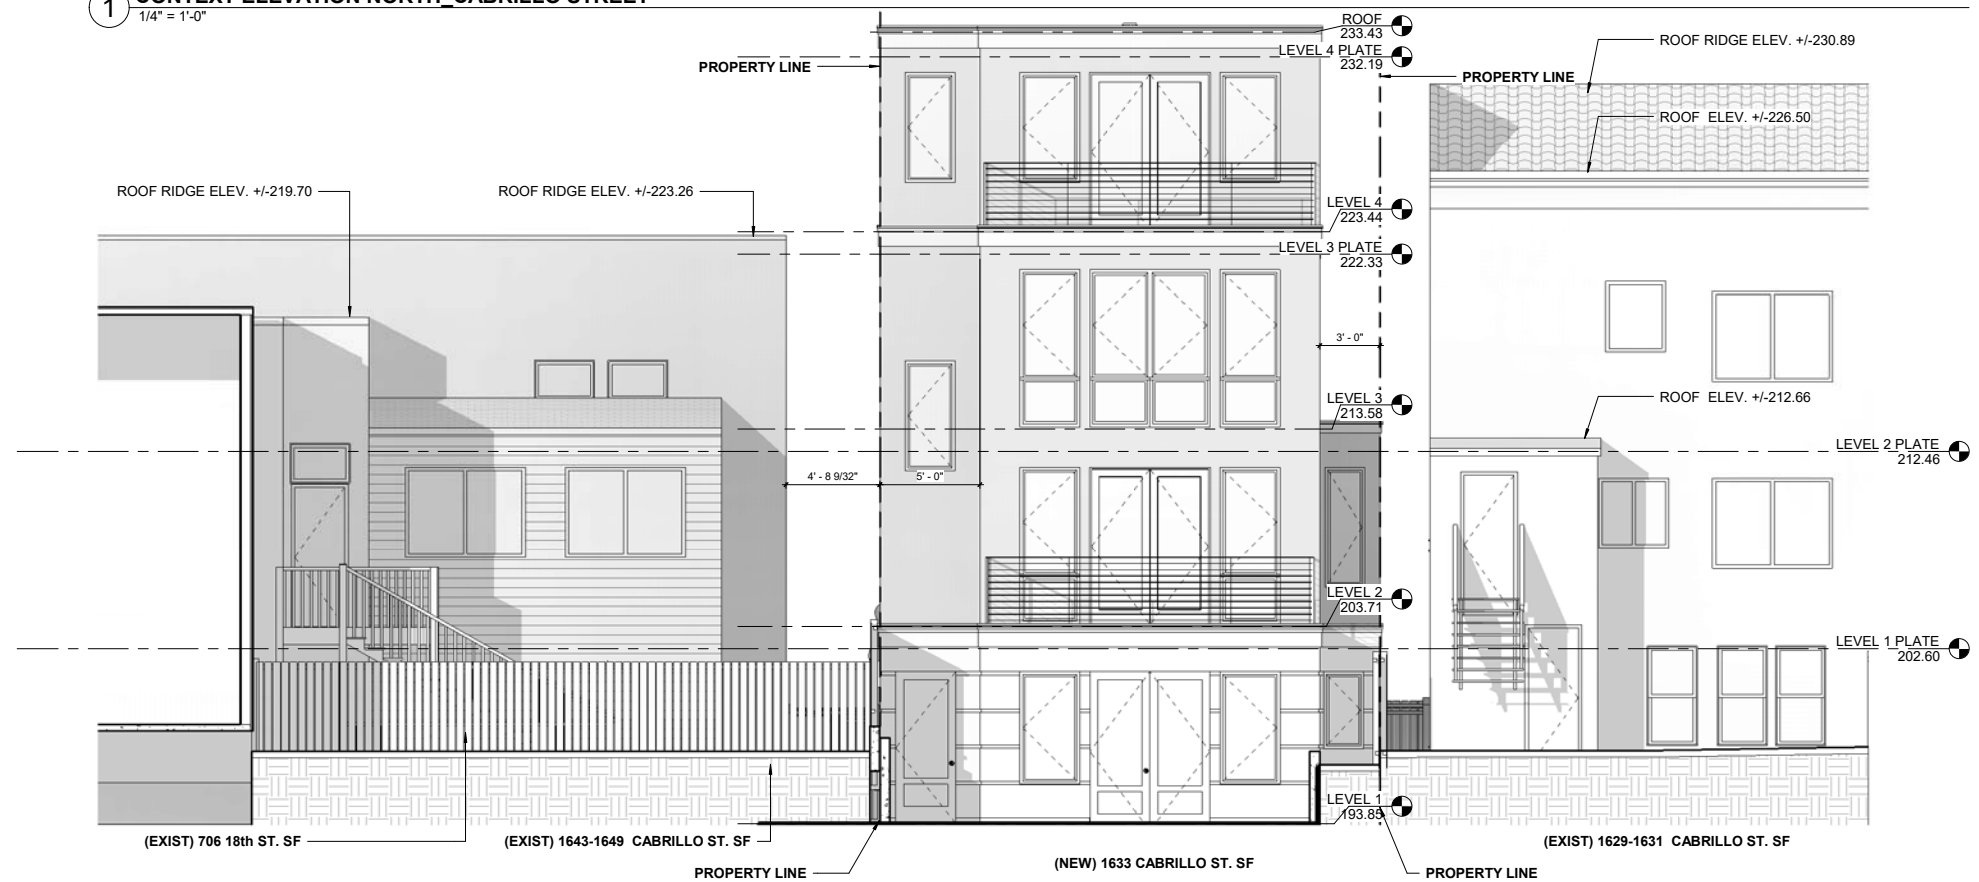 1 CONTEXT ELEVATION NORTH_CABRILLO STREET
1/4" = 1'-0"
ROOF
233.43
LEVEL 4 PLATE
232.19
PROPERTY LINE
PROPERTY LINE
ROOF RIDGE ELEV. +/-230.89
ROOF ELEV. +/-226.50
ROOF RIDGE ELEV. +/-219.70
ROOF RIDGE ELEV. +/-223.26
LEVEL 4
223.44
LEVEL 3 PLATE
222.33
3' - 0"
LEVEL 3
213.58
ROOF ELEV. +/-212.66
LEVEL 2 PLATE
212.46
4' - 8 9/32"
5' - 0"
LEVEL 2
203.71
LEVEL 1 PLATE
202.60
LEVEL 1
193.85
(EXIST) 706 18th ST. SF
(EXIST) 1643-1649 CABRILLO ST. SF
(NEW) 1633 CABRILLO ST. SF
(EXIST) 1629-1631 CABRILLO ST. SF
PROPERTY LINE
PROPERTY LINE